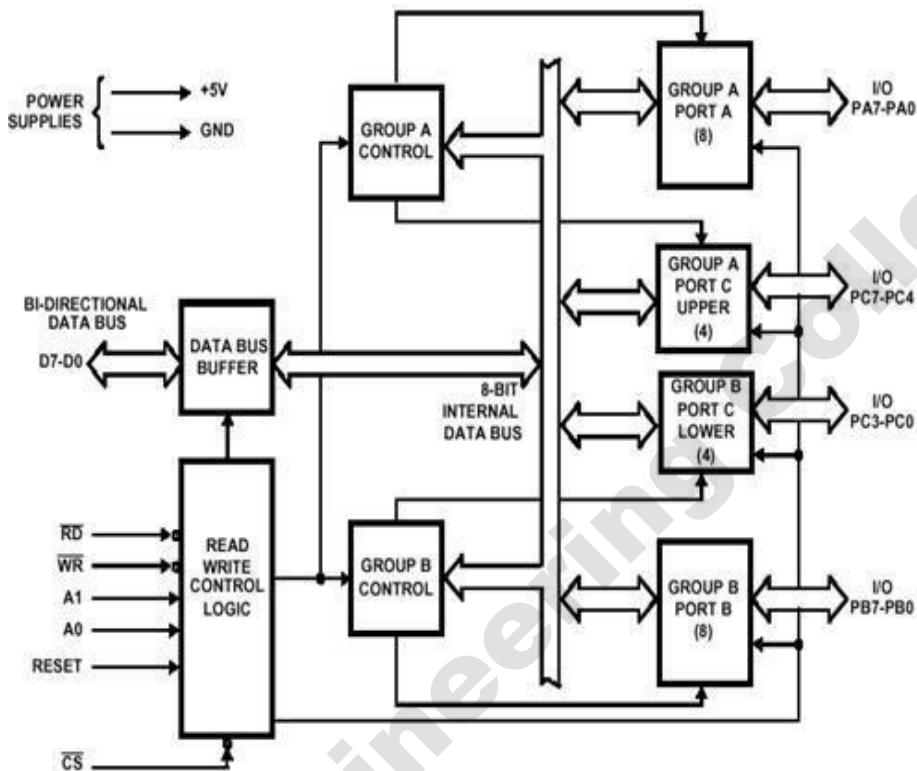 POWER
SUPPLIES
+5V
GND
GROUP A
CONTROL
GROUP A
PORT A
(8)
I/O
PA7-PA0
GROUP A
PORT C
UPPER
(4)
I/O
PC7-PC4
BI-DIRECTIONAL
DATA BUS
D7-D0
DATA BUS
BUFFER
8-BIT
INTERNAL
DATA BUS
GROUP B
PORT C
LOWER
(4)
I/O
PC3-PC0
RD
WR
A1
A0
RESET
CS
READ
WRITE
CONTROL
LOGIC
GROUP B
CONTROL
GROUP B
PORT B
(8)
I/O
PB7-PB0
ineering Colle